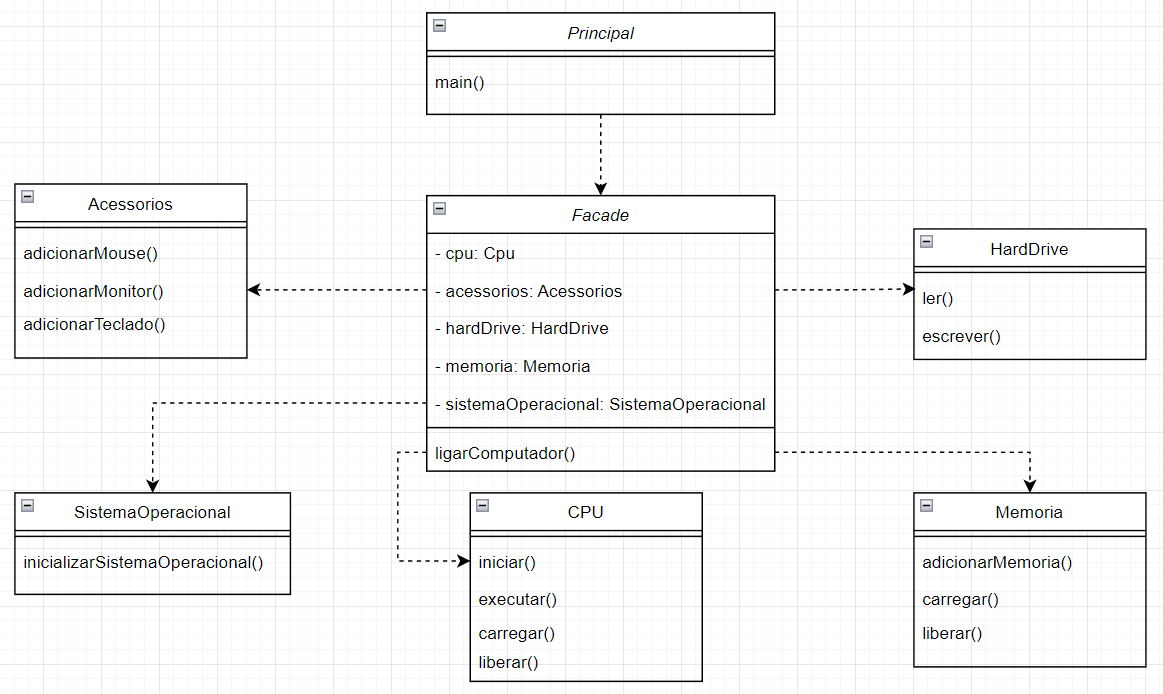 Principal
main()
Acessorios
adicionarMouse()
adicionarMonitor()
adicionarTeclado()
Facade
- cpu: Cpu
- acessorios: Acessorios
- hardDrive: HardDrive
- memoria: Memoria
- sistemaOperacional: SistemaOperacional
ligarComputador()
HardDrive
ler()
escrever()
SistemaOperacional
inicializarSistemaOperacional()
CPU
iniciar()
executar()
carregar()
liberar()
Memoria
adicionarMemoria()
carregar()
liberar()